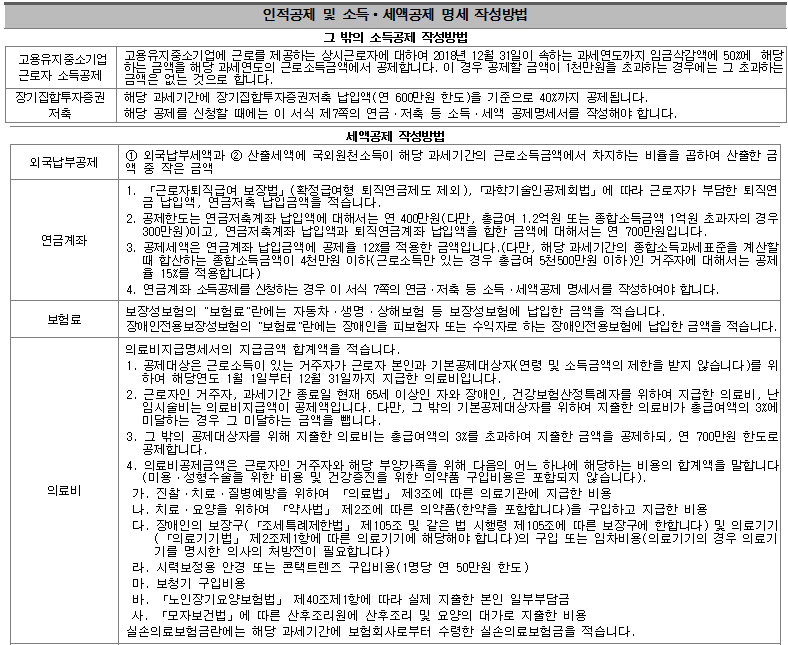 인적공제 및 소득·세액공제 명세 작성방법
그 밖의 소득공제 작성방법
고용유지중소기업
근로자 소득공제
고용유지중소기업에 근로를 제공하는 상시근로자에 대하여 2018년 12월 31일이 속하는 과세연도까지 임금삭감액에 50%에 해당
하는 금액을 해당 과세연도의 근로소득금액에서 공제합니다. 이 경우 공제할 금액이 1천만원을 초과하는 경우에는 그 초과하는
금액은 없는 것으로 합니다.
장기집합투자증권
저축
해당 과세기간에 장기집합투자증권저축 납입액(연 600만원 한도)을 기준으로 40%까지 공제됩니다.
해당 공제를 신청할 때에는 이 서식 제7쪽의 연금·저축 등 소득·세액 공제명세서를 작성해야 합니다.
세액공제 작성방법
외국납부공제
① 외국납부세액과 ② 산출세액에 국외원천소득이 해당 과세기간의 근로소득금액에서 차지하는 비율을 곱하여 산출한 금
액 중 작은 금액
연금계좌
1. 「근로자퇴직급여 보장법」(확정급여형 퇴직연금제도 제외), 「과학기술인공제회법」에 따라 근로자가 부담한 퇴직연
금 납입액, 연금저축 납입금액을 적습니다.
2. 공제한도는 연금저축계좌 납입액에 대해서는 연 400만원(다만, 총급여 1.2억원 또는 종합소득금액 1억원 초과자의 경우
300만원)이고, 연금저축계좌 납입액과 퇴직연금계좌 납입액을 합한 금액에 대해서는 연 700만원입니다.
3. 공제세액은 연금계좌 납입금액에 공제율 12%를 적용한 금액입니다.(다만, 해당 과세기간의 종합소득과세표준을 계산할
때 합산하는 종합소득금액이 4천만원 이하(근로소득만 있는 경우 총급여 5천500만원 이하)인 거주자에 대해서는 공제
율 15%를 적용합니다)
4. 연금계좌 소득공제를 신청하는 경우 이 서식 7쪽의 연금·저축 등 소득·세액공제 명세서를 작성하여야 합니다.
보험료
보장성보험의 "보험료"란에는 자동차·생명·상해보험 등 보장성보험에 납입한 금액을 적습니다.
장애인전용보장성보험의 "보험료"란에는 장애인을 피보험자 또는 수익자로 하는 장애인전용보험에 납입한 금액을 적습니다.
의료비
의료비지급명세서의 지급금액 합계액을 적습니다.
1. 공제대상은 근로소득이 있는 거주자가 근로자 본인과 기본공제대상자(연령 및 소득금액의 제한을 받지 않습니다)를 위
하여 해당연도 1월 1일부터 12월 31일까지 지급한 의료비입니다.
2. 근로자인 거주자, 과세기간 종료일 현재 65세 이상인 자와 장애인, 건강보험산정특례자를 위하여 지급한 의료비, 난
임시술비는 의료비지급액이 공제액입니다. 다만, 그 밖의 기본공제대상자를 위하여 지출한 의료비가 총급여액의 3%에
미달하는 경우 그 미달하는 금액을 뺍니다.
3. 그 밖의 공제대상자를 위해 지출한 의료비는 총급여액의 3%를 초과하여 지출한 금액을 공제하되, 연 700만원 한도로
공제합니다.
4. 의료비공제금액은 근로자인 거주자와 해당 부양가족을 위해 다음의 어느 하나에 해당하는 비용의 합계액을 말합니다
(미용·성형수술을 위한 비용 및 건강증진을 위한 의약품 구입비용은 포함되지 않습니다).
가. 진찰·치료·질병예방을 위하여 「의료법」 제3조에 따른 의료기관에 지급한 비용
나. 치료·요양을 위하여 「약사법」 제2조에 따른 의약품(한약을 포함합니다)을 구입하고 지급한 비용
다. 장애인의 보장구(「조세특례제한법」 제105조 및 같은 법 시행령 제105조에 따른 보장구에 한합니다) 및 의료기기
(「의료기기법」 제2조제1항에 따른 의료기기에 해당해야 합니다)의 구입 또는 임차비용(의료기기의 경우 의료기
기를 명시한 의사의 처방전이 필요합니다)
라. 시력보정용 안경 또는 콘택트렌즈 구입비용(1명당 연 50만원 한도)
마. 보청기 구입비용
바. 「노인장기요양보험법」 제40조제1항에 따라 실제 지출한 본인 일부부담금
사. 「모자보건법」에 따른 산후조리원에 산후조리 및 요양의 대가로 지출한 비용
실손의료보험금란에는 해당 과세기간에 보험회사로부터 수령한 실손의료보험금을 적습니다.